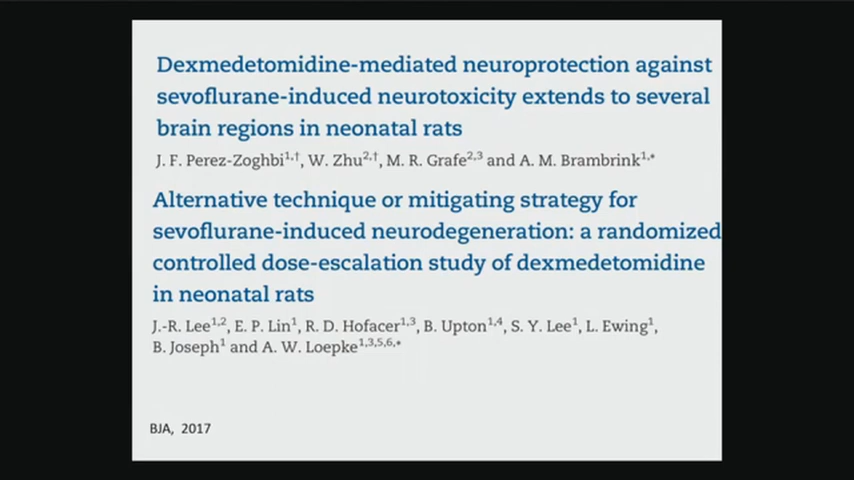 Dexmedetomidine-mediated neuroprotection against
sevoflurane-induced neurotoxicity extends to several
brain regions in neonatal rats
J. F. Perez-Zoghbi1,†, W. Zhu2,†, M. R. Grafe2,3 and A. M. Brambrink1,*
Alternative technique or mitigating strategy for
sevoflurane-induced neurodegeneration: a randomized
controlled dose-escalation study of dexmedetomidine
in neonatal rats
J.-R. Lee1,2, E. P. Lin1, R. D. Hofacer1,3, B. Upton1,4, S. Y. Lee1, L. Ewing1,
B. Joseph1 and A. W. Loepke1,3,5,6,*
BJA, 2017